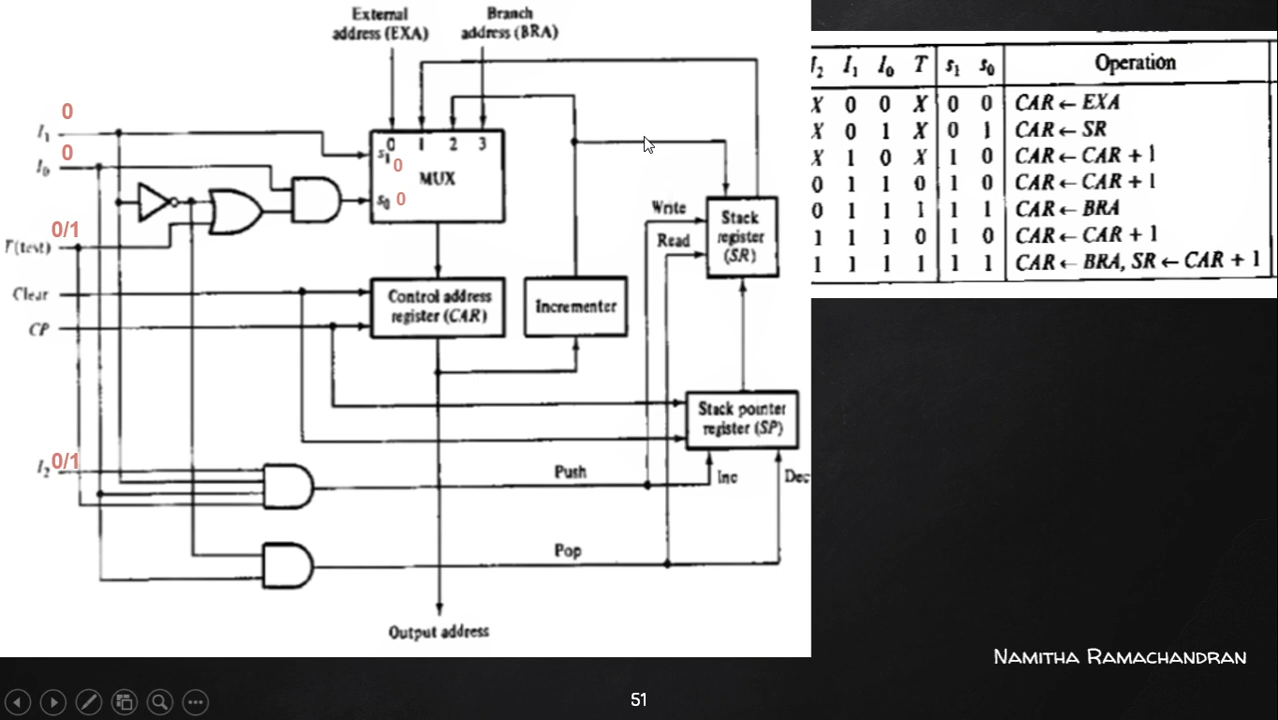 External
address (EXA)
Branch
address (BRA)
0
I₁
0
I₀
0/1
T(test)
Clear
CP
0 1 2 3
s₁
0
MUX
s₀ 0
Control address
register (CAR)
Incrementer
Write
Read
Stack
register
(SR)
Stack pointer
register (SP)
I₂ 0/1
Push
Inc
Dec
Pop
Output address
I₂ I₁ I₀ T s₁ s₀ Operation
X 0 0 X 0 0 CAR ← EXA
X 0 1 X 0 1 CAR ← SR
X 1 0 X 1 0 CAR ← CAR + 1
0 1 1 0 1 0 CAR ← CAR + 1
0 1 1 1 1 1 CAR ← BRA
1 1 1 0 1 0 CAR ← CAR + 1
1 1 1 1 1 1 CAR ← BRA, SR ← CAR + 1
NAMITHA RAMACHANDRAN
51